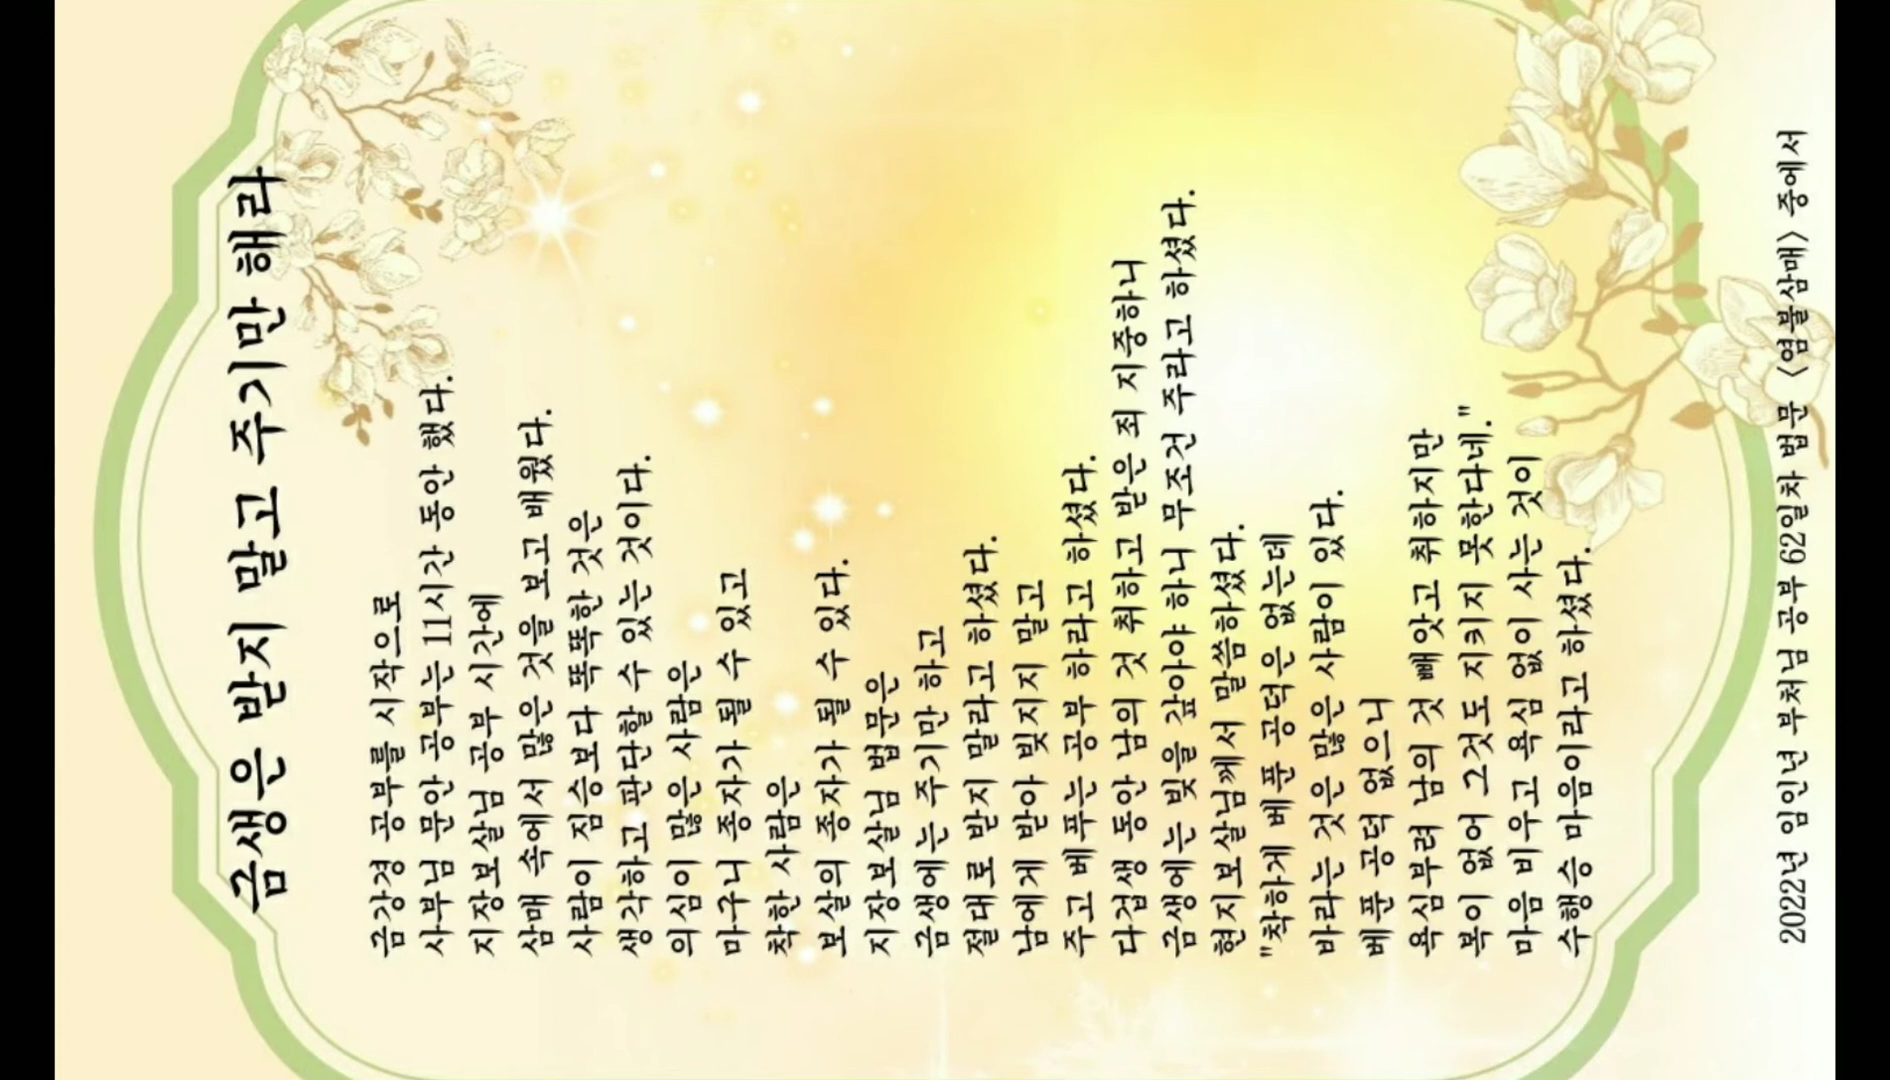 금생은 받지 말고 주기만 해라
금강경 공부를 시작으로
사부님 문안 공부는 11시간 동안 했다.
지장보살님 공부 시간에
삼매 속에서 많은 것을 보고 배웠다.
사람이 짐승보다 똑똑한 것은
생각하고 판단할 수 있는 것이다.
의심이 많은 사람은
마구니 종자가 될 수 있고
착한 사람은
보살의 종자가 될 수 있다.
지장보살님 법문은
금생에는 주기만 하고
절대로 받지 말라고 하셨다.
남에게 받아 빚지지 말고
주고 베푸는 공부 하라고 하셨다.
다겁생 동안 남의 것 취하고 받은 죄 지중하니
금생에는 빚을 갚아야 하니 무조건 주라고 하셨다.
현지보살님께서 말씀하셨다.
"착하게 베푼 공덕은 없는데
바라는 것은 많은 사람이 있다.
베푼 공덕 없으니
욕심부려 남의 것 빼앗고 취하지만
복이 없어 그것도 지키지 못한다네."
마음 비우고 욕심 없이 사는 것이
수행승 마음이라고 하셨다.
2022년 임인년 부처님 공부 62일차 법문 <염불삼매> 중에서